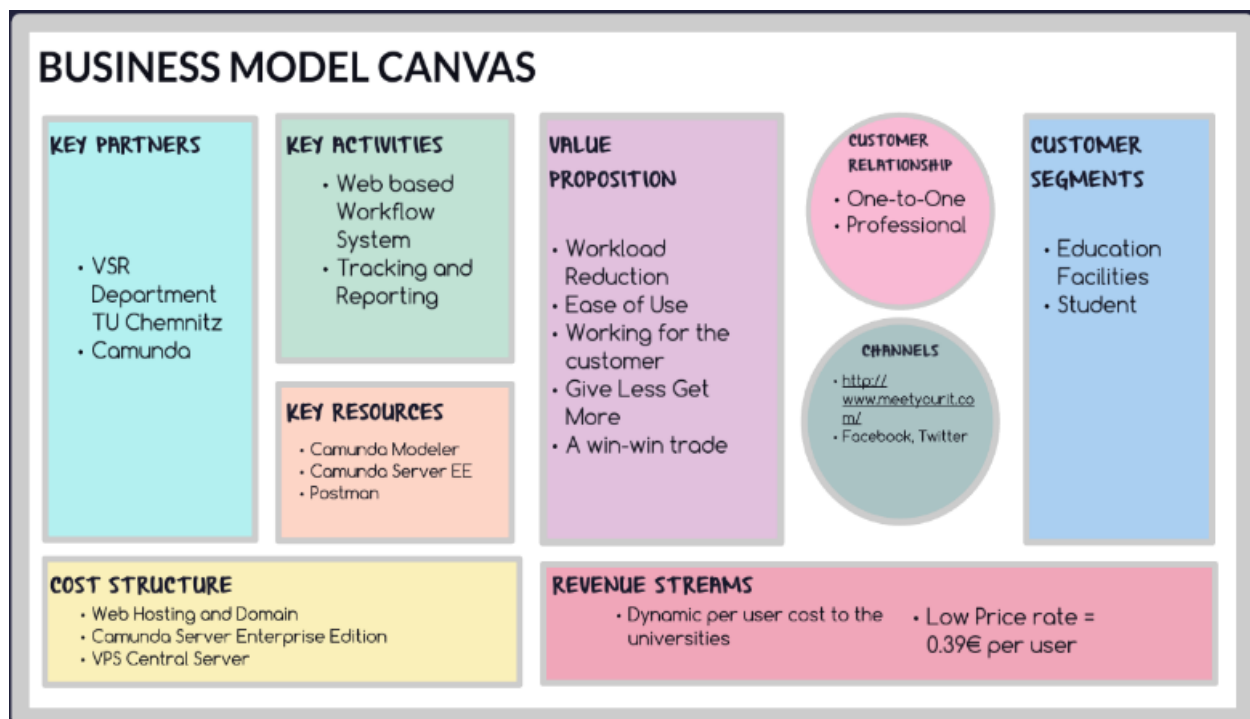 BUSINESS MODEL CANVAS
KEY PARTNERS
• VSR
Department
TU Chemnitz
• Camunda
KEY ACTIVITIES
• Web based
Workflow
System
• Tracking and
Reporting
KEY RESOURCES
• Camunda Modeler
• Camunda Server EE
• Postman
VALUE
PROPOSITION
• Workload
Reduction
• Ease of Use
• Working for the
customer
• Give Less Get
More
• A win-win trade
CUSTOMER
RELATIONSHIP
• One-to-One
• Professional
CHANNELS
• http://
www.meetyourit.co
m/
• Facebook, Twitter
CUSTOMER
SEGMENTS
• Education
Facilities
• Student
COST STRUCTURE
• Web Hosting and Domain
• Camunda Server Enterprise Edition
• VPS Central Server
REVENUE STREAMS
• Dynamic per user cost to the
universities
• Low Price rate =
0.39€ per user